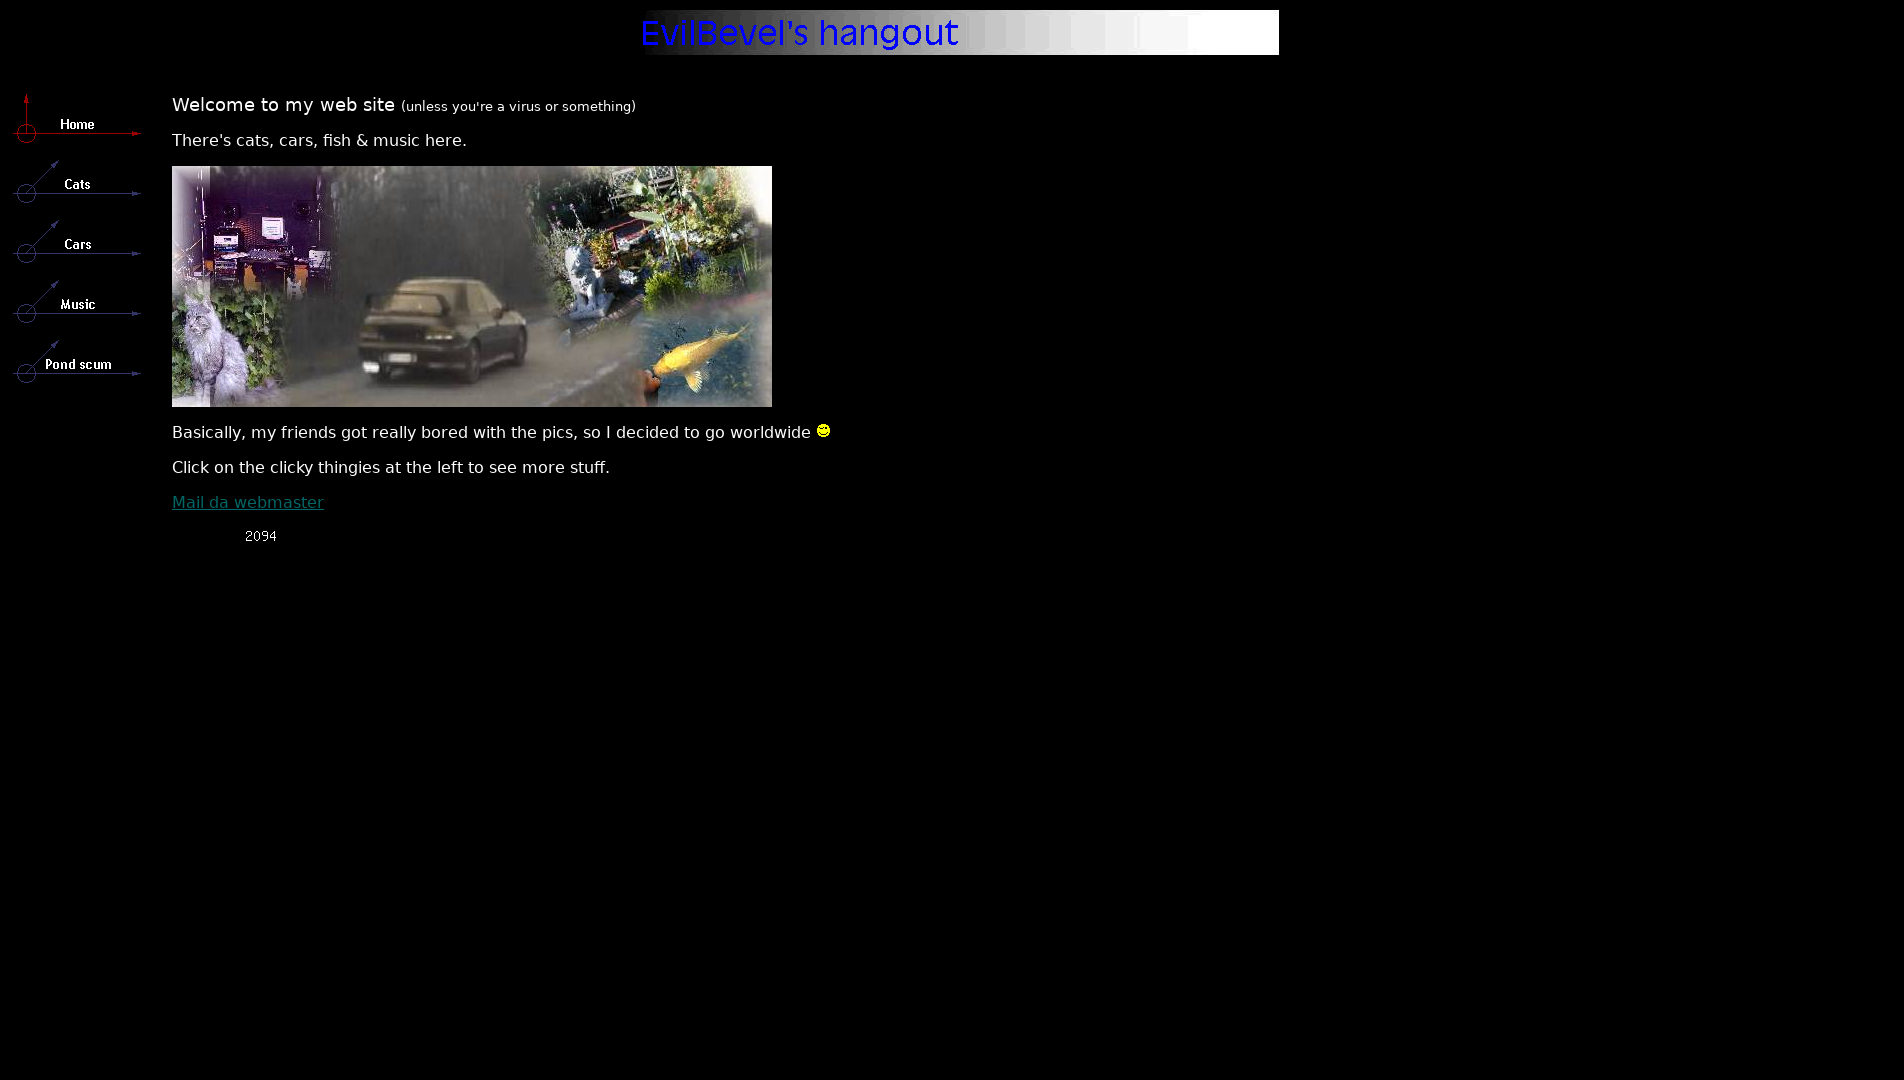 EvilBevel's hangout
Home
Cats
Cars
Music
Pond scum
Welcome to my web site (unless you're a virus or something)
There's cats, cars, fish & music here.
Basically, my friends got really bored with the pics, so I decided to go worldwide
Click on the clicky thingies at the left to see more stuff.
Mail da webmaster
2094